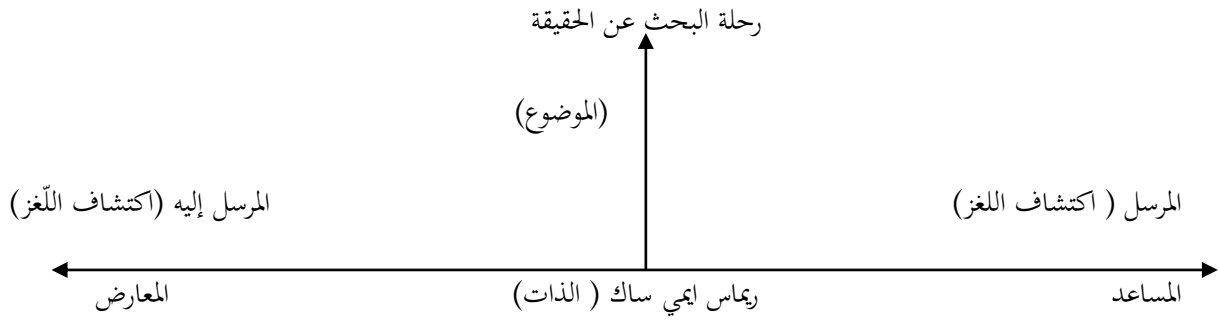 رحلة البحث عن الحقيقة
(الموضوع)
المرسل ( اكتشاف اللغز) المرسل إليه (اكتشاف اللّغز)
المساعد ريماس ايمي ساك ( الذات) المعارض